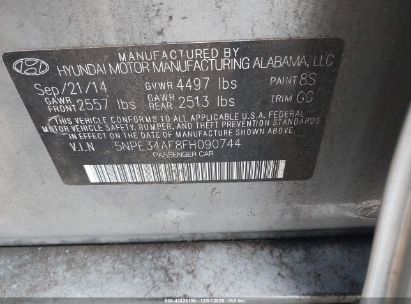 MANUFACTURED BY
HYUNDAI MOTOR MANUFACTURING ALABAMA, LLC
Sep/21/14 GVWR 4497 lbs PAINT 8S
GAWR FRONT 2557 lbs GAWR REAR 2513 lbs TRIM GG
THIS VEHICLE CONFORMS TO ALL APPLICABLE U.S.A. FEDERAL MOTOR
VEHICLE SAFETY, BUMPER, AND THEFT PREVENTION STANDARDS
IN EFFECT ON THE DATE OF MANUFACTURE SHOWN ABOVE.
V.I.N 5NPE34AF8FH090744
PASSENGER CAR